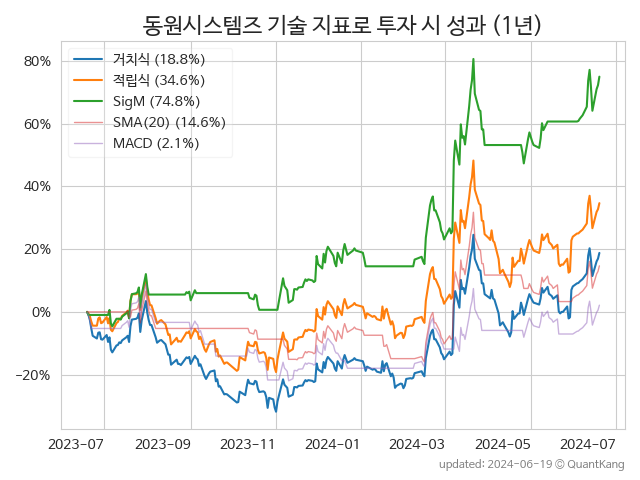 동원시스템즈 기술 지표로 투자 시 성과 (1년)
80%
60%
40%
20%
0%
−20%
거치식 (18.8%)
적립식 (34.6%)
SigM (74.8%)
SMA(20) (14.6%)
MACD (2.1%)
2023-07 2023-09 2023-11 2024-01 2024-03 2024-05 2024-07
updated: 2024-06-19 © QuantKang